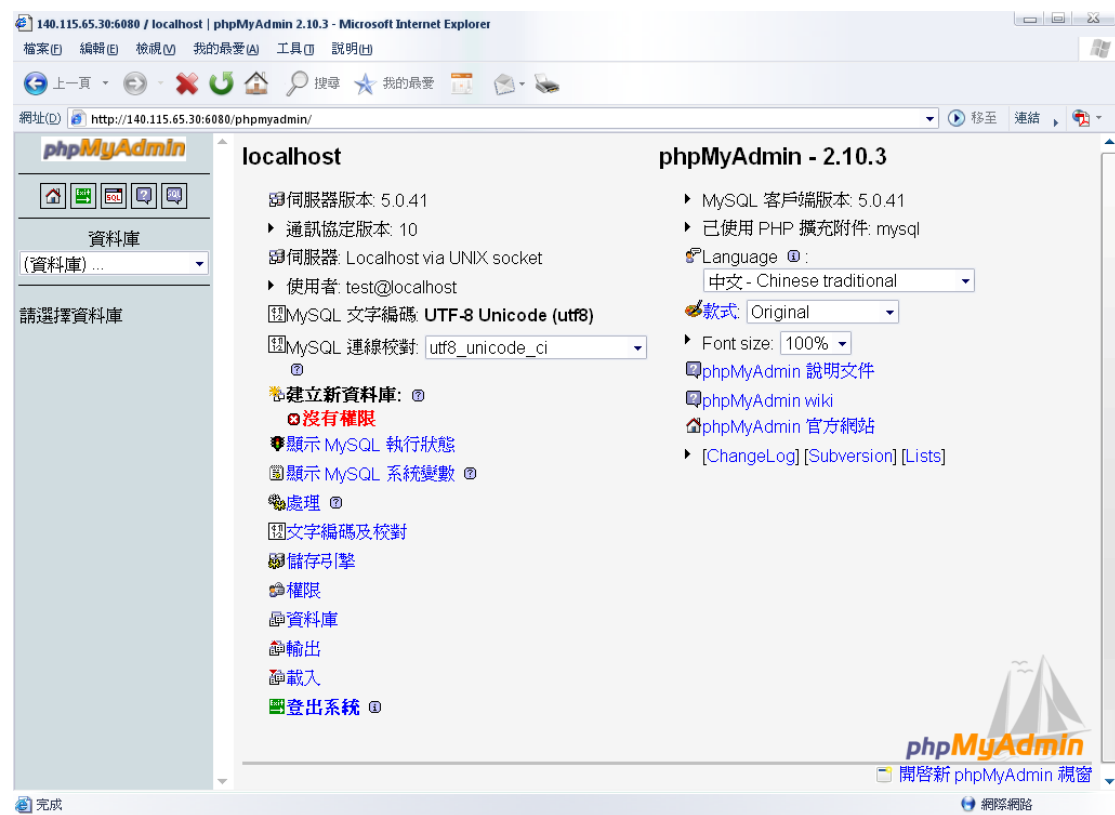 140.115.65.30:6080 / localhost | phpMyAdmin 2.10.3 - Microsoft Internet Explorer
檔案(F) 編輯(E) 檢視(V) 我的最愛(A) 工具(T) 說明(H)
上一頁 搜尋 我的最愛
網址(D) http://140.115.65.30:6080/phpmyadmin/ 移至 連結
phpMyAdmin
Exit SQL SQL
資料庫
(資料庫) ...
請選擇資料庫
localhost
伺服器版本: 5.0.41
通訊協定版本: 10
伺服器: Localhost via UNIX socket
使用者: test@localhost
MySQL 文字編碼: UTF-8 Unicode (utf8)
MySQL 連線校對: utf8_unicode_ci
建立新資料庫:
沒有權限
顯示 MySQL 執行狀態
顯示 MySQL 系統變數
處理
文字編碼及校對
儲存引擎
權限
資料庫
輸出
載入
登出系統
phpMyAdmin - 2.10.3
MySQL 客戶端版本: 5.0.41
已使用 PHP 擴充附件: mysql
Language :
中文 - Chinese traditional
款式: Original
Font size: 100%
phpMyAdmin 說明文件
phpMyAdmin wiki
phpMyAdmin 官方網站
[ChangeLog] [Subversion] [Lists]
phpMyAdmin
開啓新 phpMyAdmin 視窗
完成 網際網路